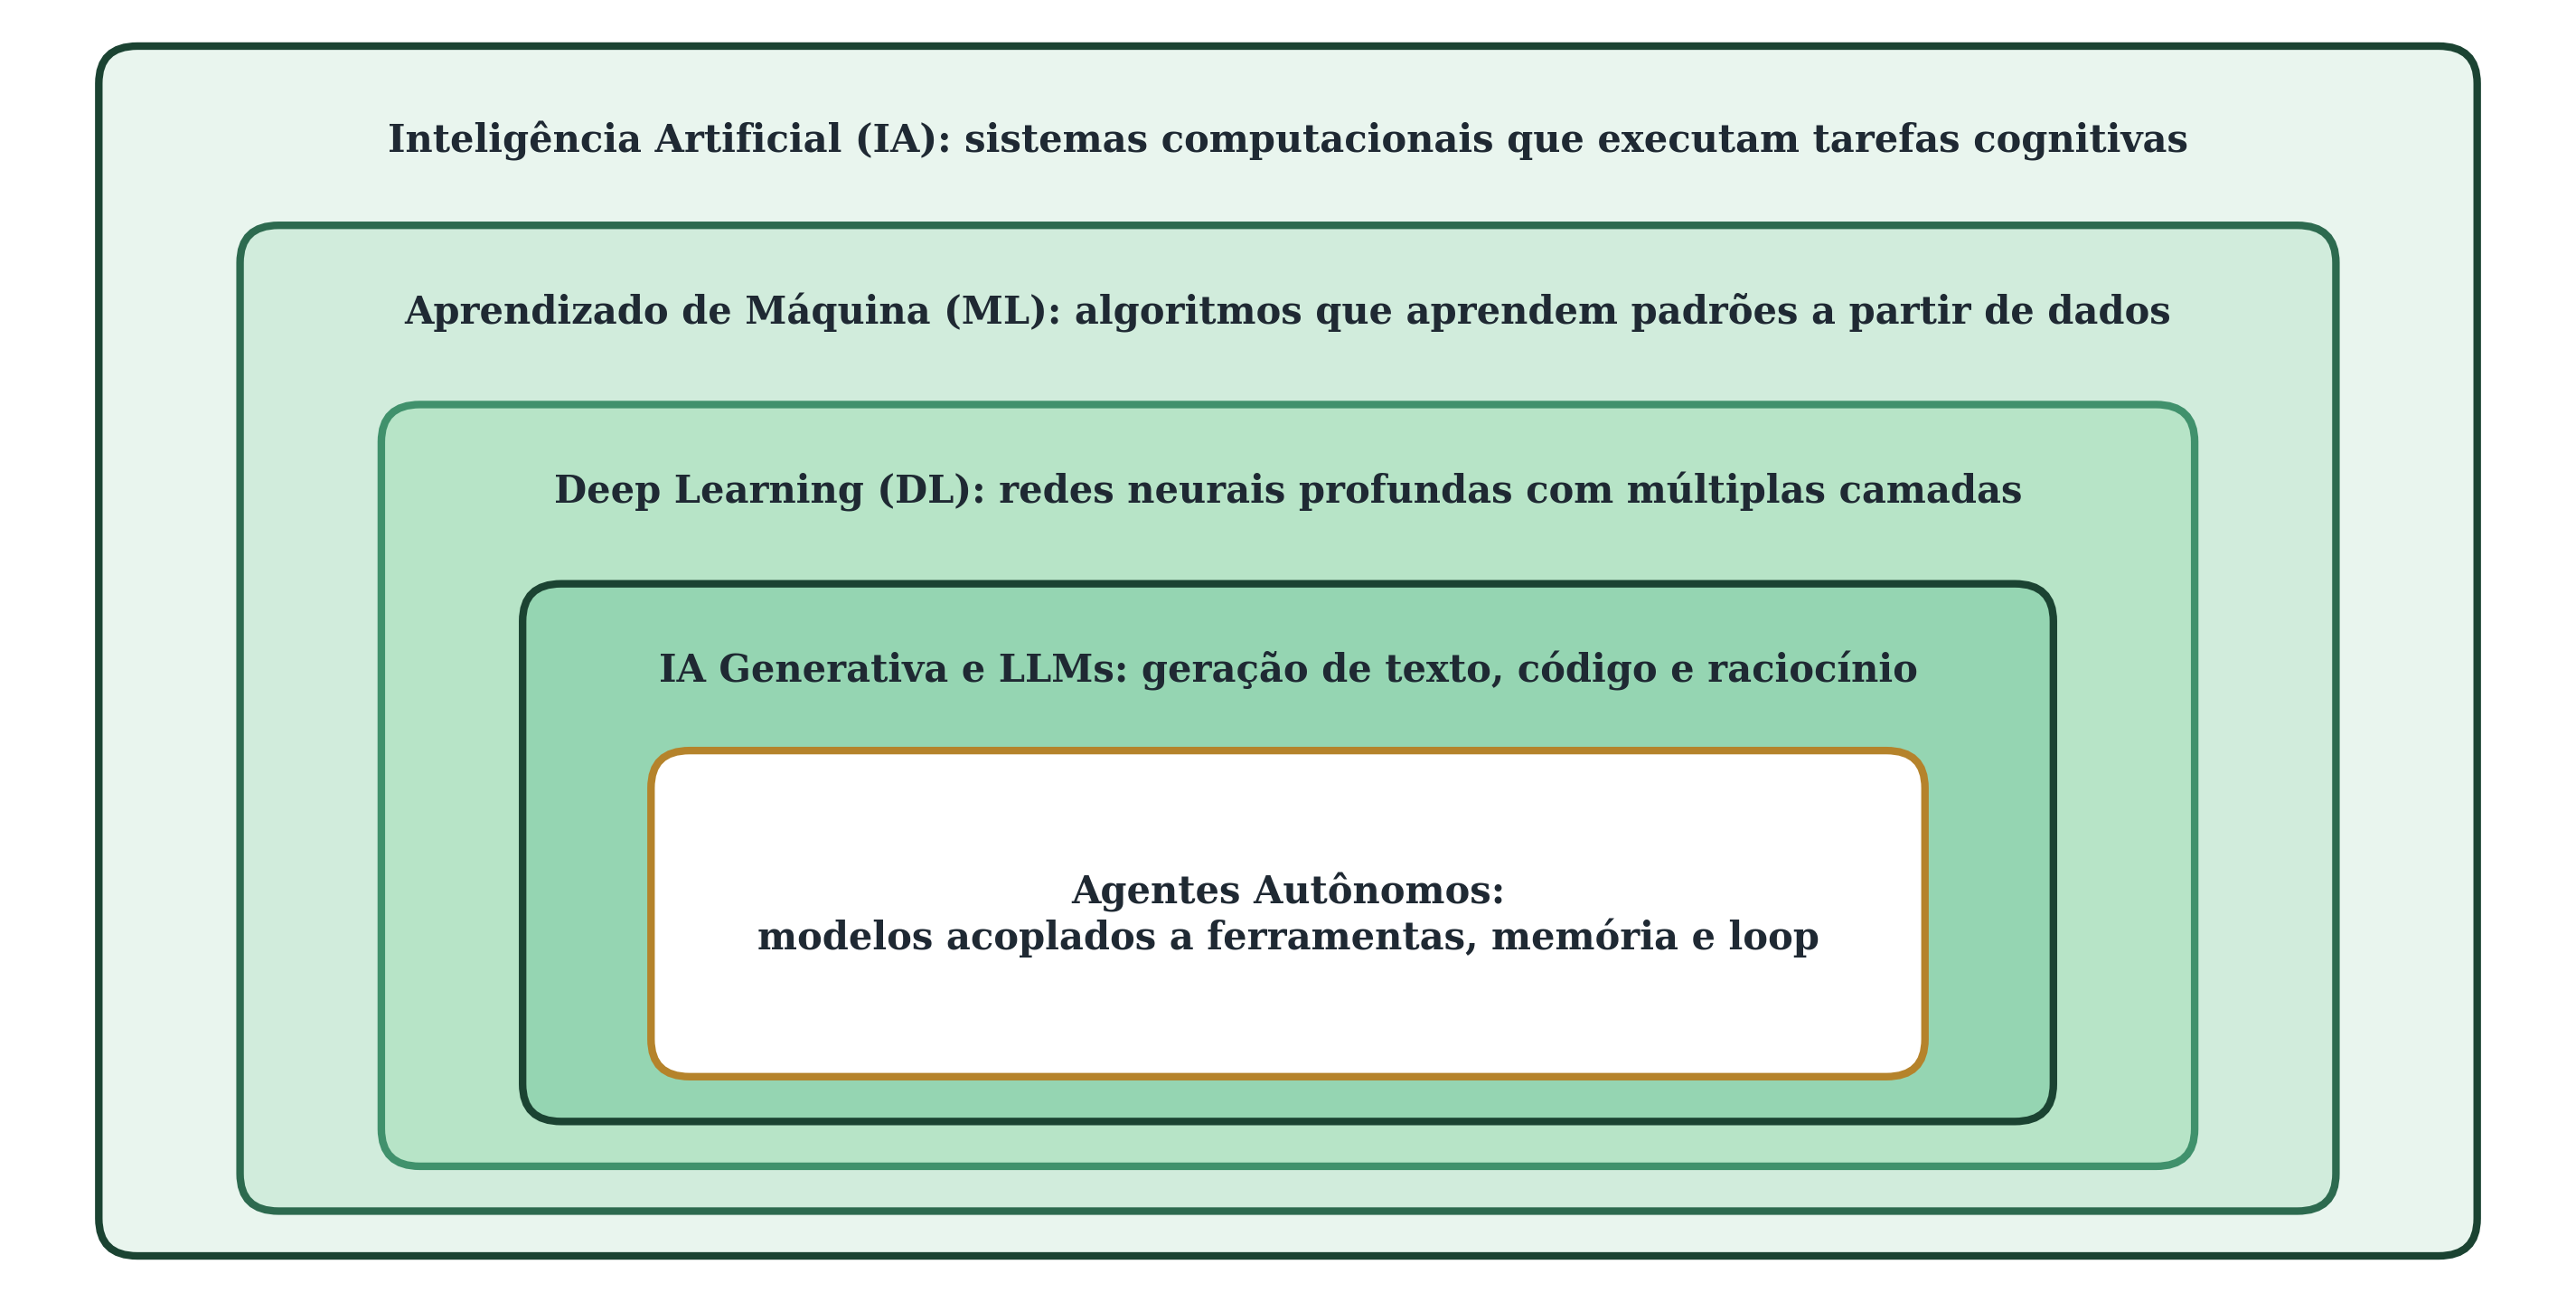 Inteligência Artificial (IA): sistemas computacionais que executam tarefas cognitivas
Aprendizado de Máquina (ML): algoritmos que aprendem padrões a partir de dados
Deep Learning (DL): redes neurais profundas com múltiplas camadas
IA Generativa e LLMs: geração de texto, código e raciocínio
Agentes Autônomos:
modelos acoplados a ferramentas, memória e loop